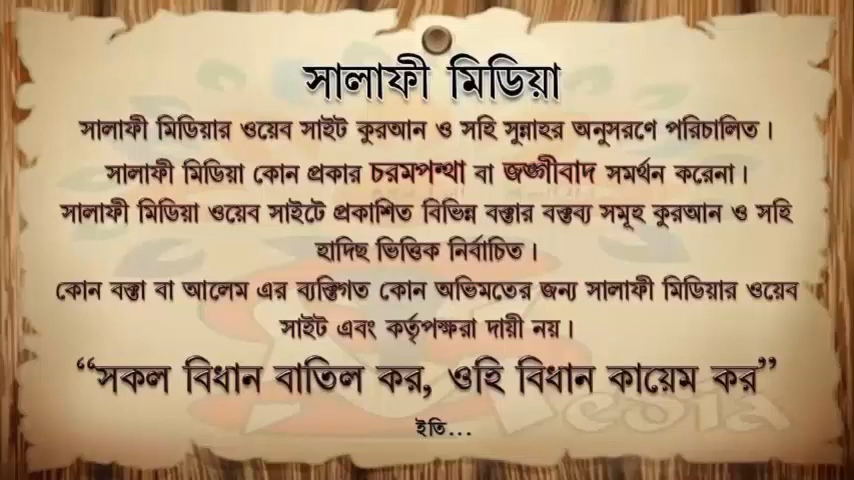 সালাফী মিডিয়া
সালাফী মিডিয়ার ওয়েব সাইট কুরআন ও সহি সুন্নাহর অনুসরণে পরিচালিত।
সালাফী মিডিয়া কোন প্রকার চরমপন্থা বা জঙ্গীবাদ সমর্থন করেনা।
সালাফী মিডিয়া ওয়েব সাইটে প্রকাশিত বিভিন্ন বক্তার বক্তব্য সমূহ কুরআন ও সহি
হাদিছ ভিত্তিক নির্বাচিত।
কোন বক্তা বা আলেম এর ব্যক্তিগত কোন অভিমতের জন্য সালাফী মিডিয়ার ওয়েব
সাইট এবং কর্তৃপক্ষরা দায়ী নয়।
“সকল বিধান বাতিল কর, ওহি বিধান কায়েম কর”
ইতি...